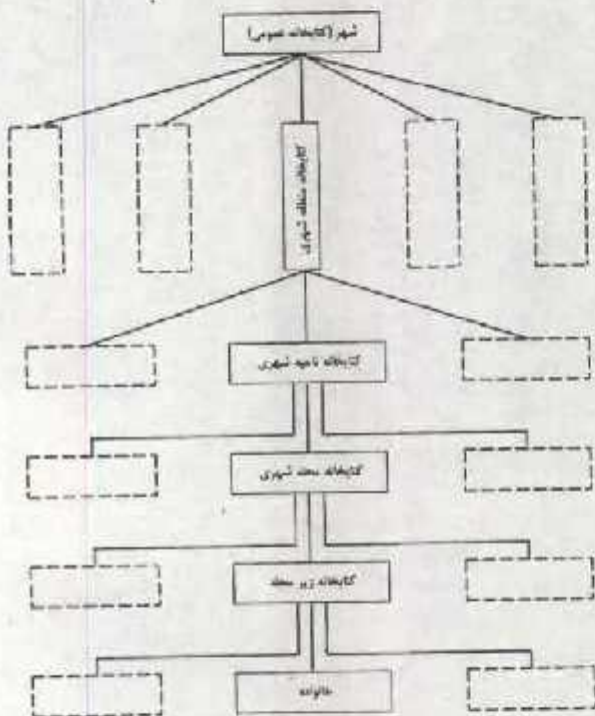 شهر (کتابخانه عمومی)
کتابخانه منطقه شهری
کتابخانه ناحیه شهری
کتابخانه محله شهری
کتابخانه زیر محله
خانواده